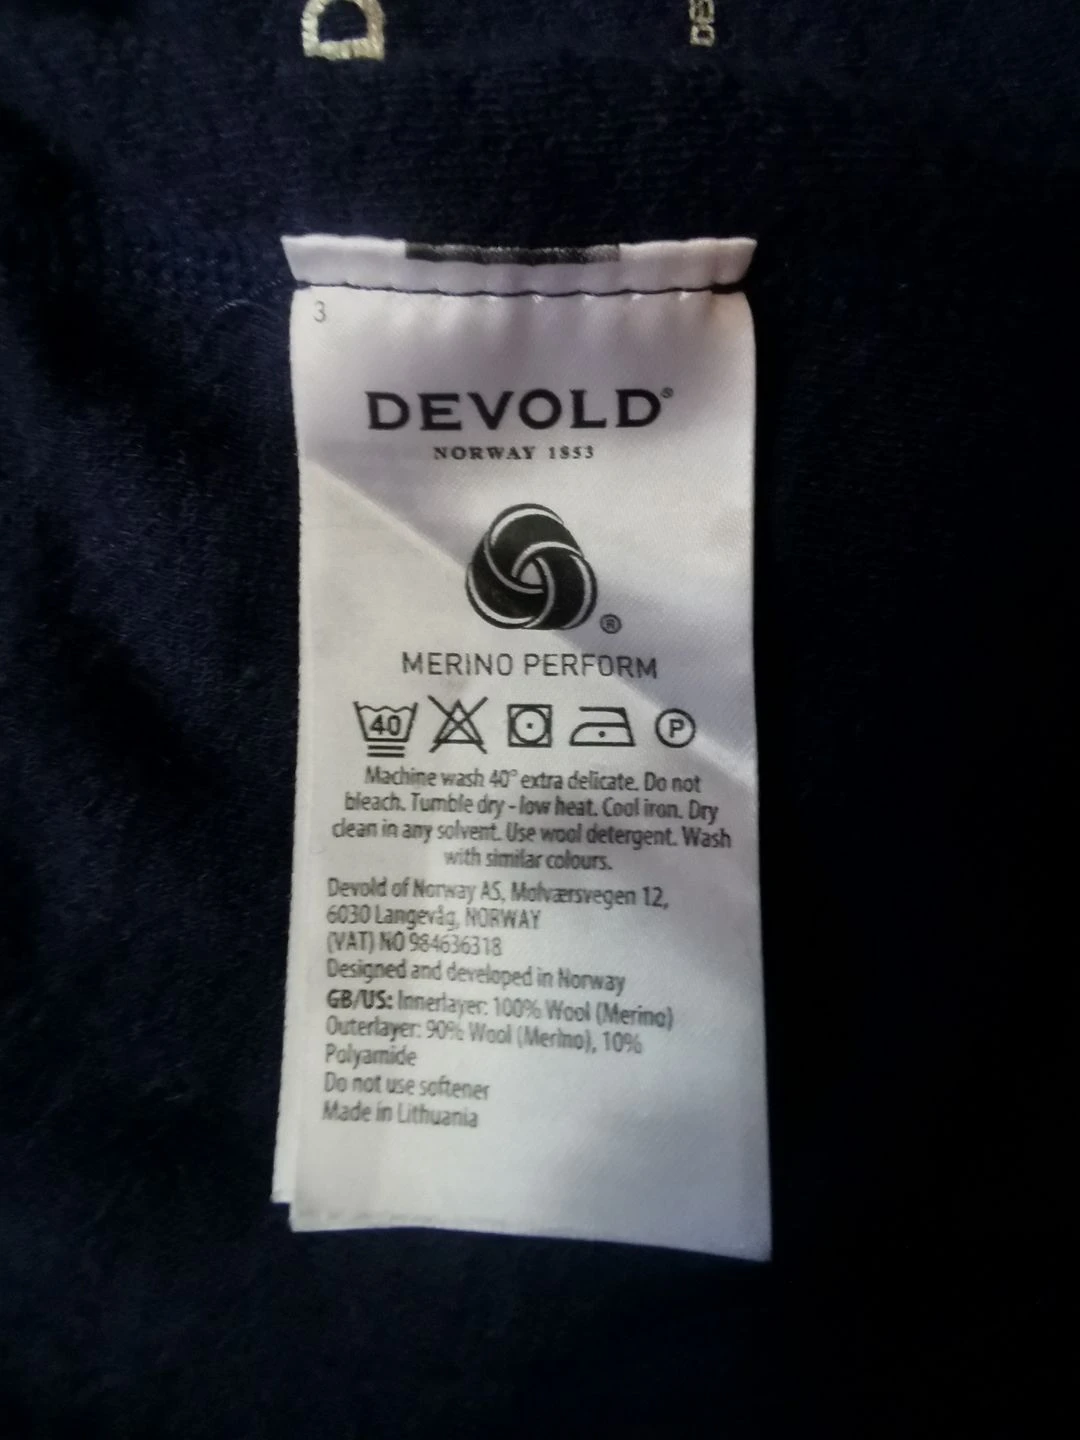 D
DE
3
DEVOLD®
NORWAY 1853
®
MERINO PERFORM
40 P
Machine wash 40° extra delicate. Do not
bleach. Tumble dry - low heat. Cool iron. Dry
clean in any solvent. Use wool detergent. Wash
with similar colours.
Devold of Norway AS, Molværsvegen 12,
6030 Langevåg, NORWAY
(VAT) NO 984636318
Designed and developed in Norway
GB/US: Innerlayer: 100% Wool (Merino)
Outerlayer: 90% Wool (Merino), 10%
Polyamide
Do not use softener
Made in Lithuania